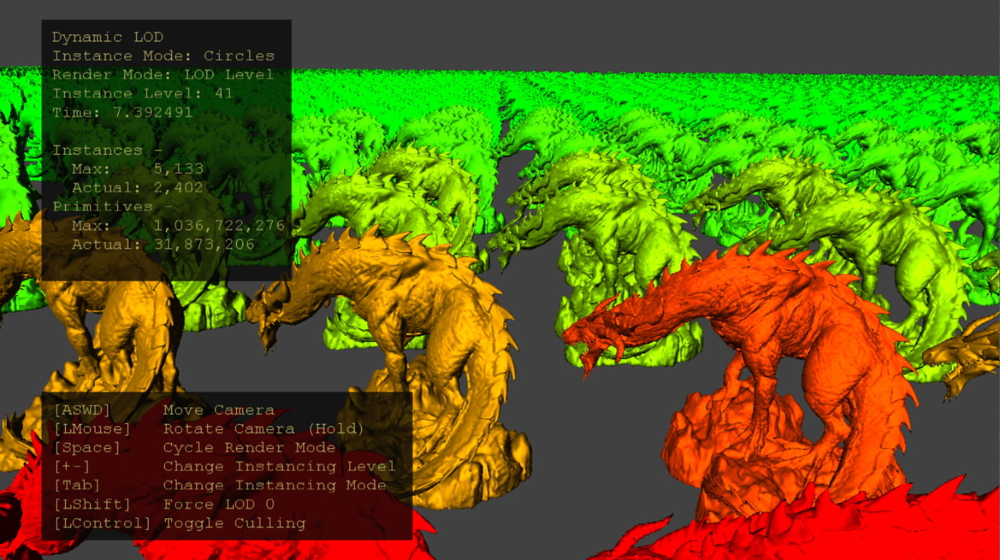 Dynamic LOD
Instance Mode: Circles
Render Mode: LOD Level
Instance Level: 41
Time: 7.392491
Instances -
Max: 5,133
Actual: 2,402
Primitives -
Max: 1,036,722,276
Actual: 31,873,206
[ASWD] Move Camera
[LMouse] Rotate Camera (Hold)
[Space] Cycle Render Mode
[+-] Change Instancing Level
[Tab] Change Instancing Mode
[LShift] Force LOD 0
[LControl] Toggle Culling